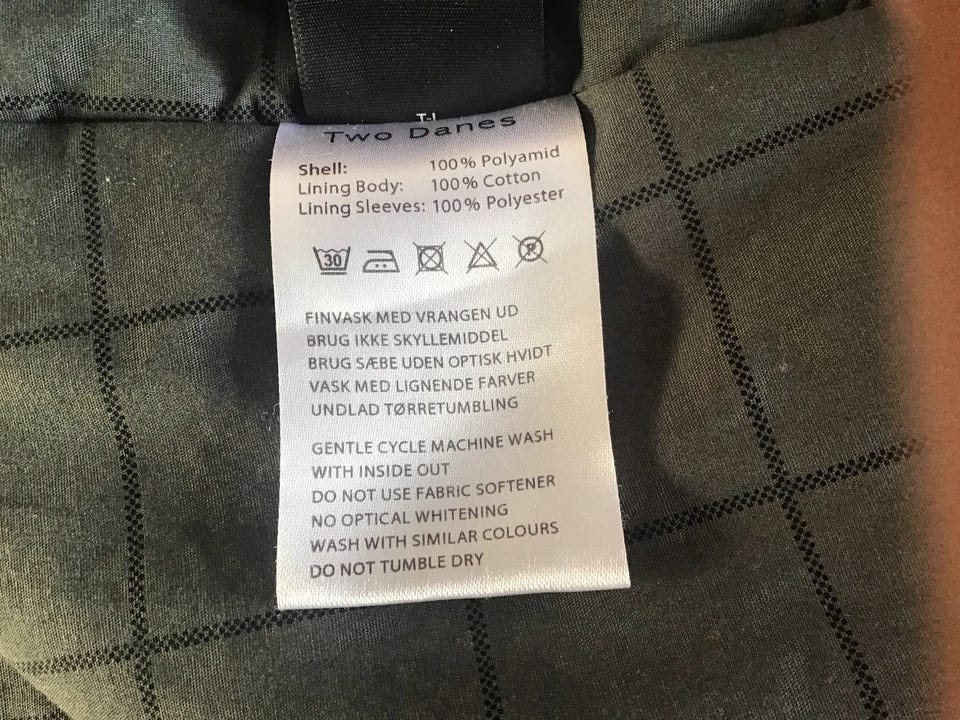 Two Danes
Shell: 100% Polyamid
Lining Body: 100% Cotton
Lining Sleeves: 100% Polyester
30 P
FINVASK MED VRANGEN UD
BRUG IKKE SKYLLEMIDDEL
BRUG SÆBE UDEN OPTISK HVIDT
VASK MED LIGNENDE FARVER
UNDLAD TØRRETUMBLING
GENTLE CYCLE MACHINE WASH
WITH INSIDE OUT
DO NOT USE FABRIC SOFTENER
NO OPTICAL WHITENING
WASH WITH SIMILAR COLOURS
DO NOT TUMBLE DRY